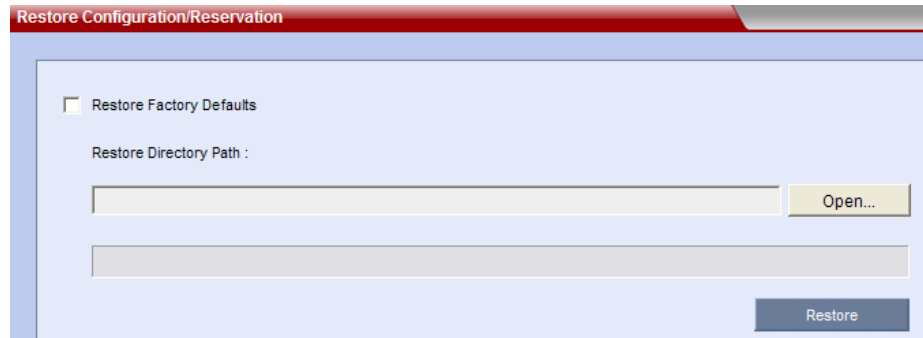 Restore Configuration/Reservation
Restore Factory Defaults
Restore Directory Path :
Open...
Restore